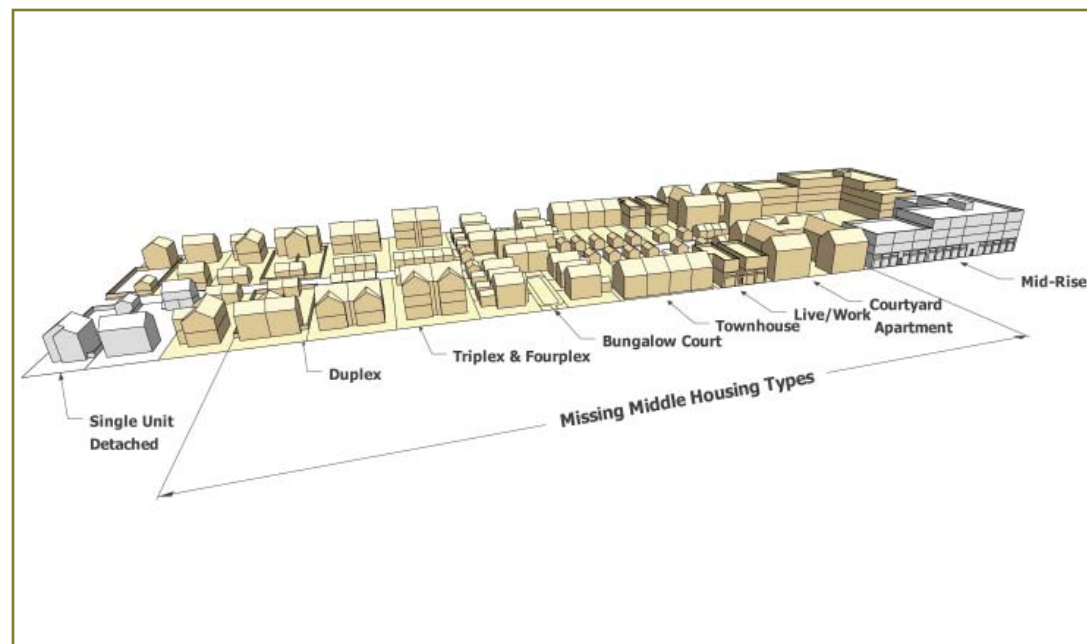 Single Unit
Detached
Duplex
Triplex & Fourplex
Bungalow Court
Townhouse
Live/Work
Courtyard
Apartment
Mid-Rise
Missing Middle Housing Types